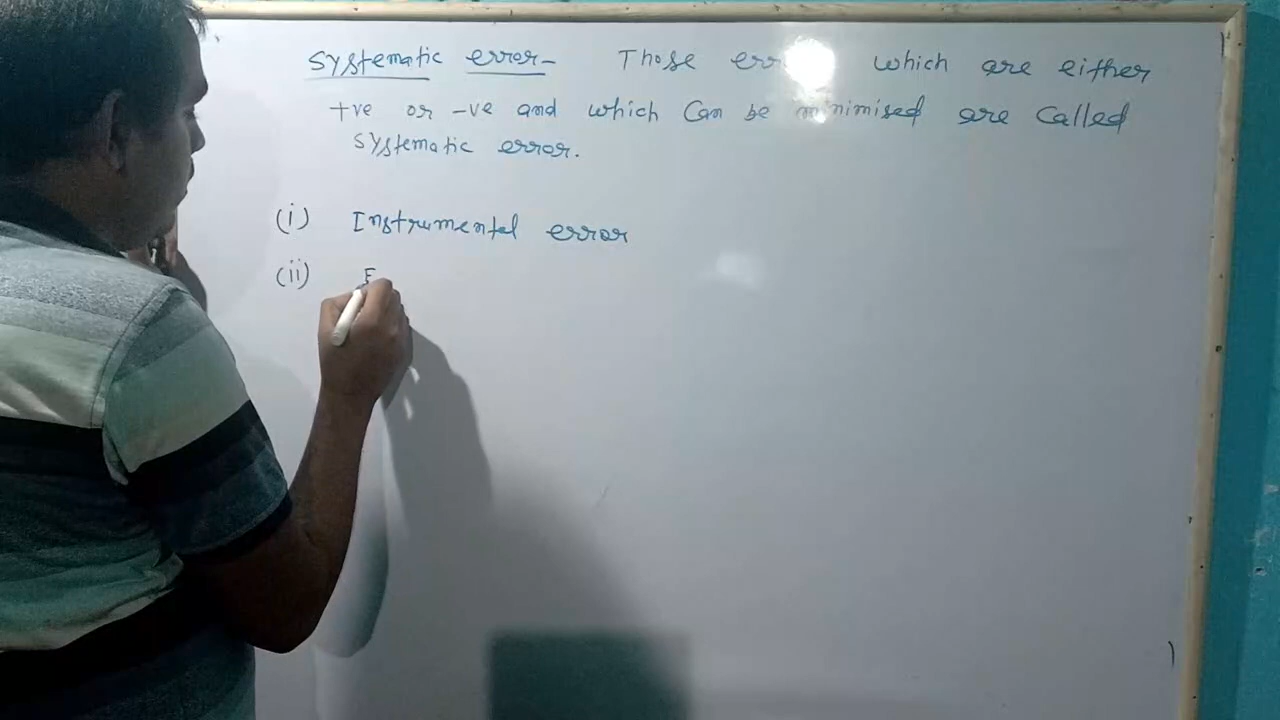 Systematic error- Those which are either
+ve or -ve and which can be minimised are called
systematic error.
(i) Instrumental error
(ii) E